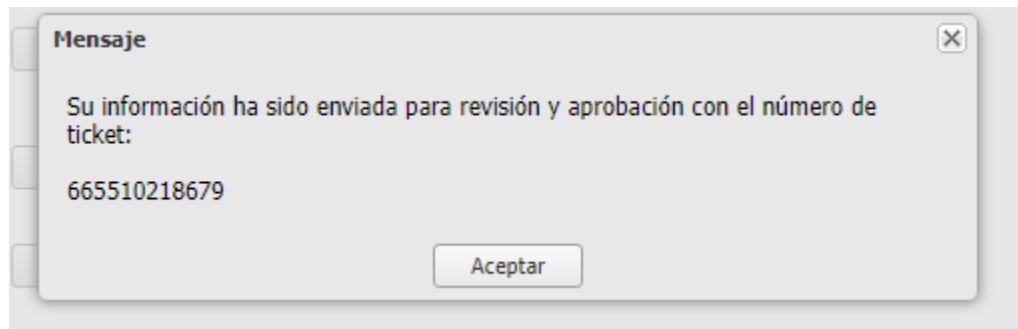 Mensaje
Su información ha sido enviada para revisión y aprobación con el número de
ticket:
665510218679
Aceptar